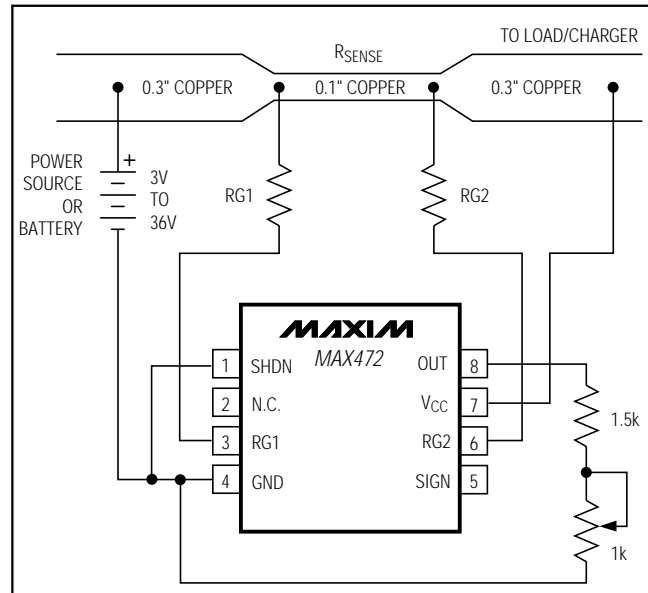 TO LOAD/CHARGER
RSENSE
0.3" COPPER
0.1" COPPER
0.3" COPPER
POWER
SOURCE
OR
BATTERY
+
3V
TO
36V
RG1
RG2
MAXIM
MAX472
1
SHDN
2
N.C.
3
RG1
4
GND
OUT
8
VCC
7
RG2
6
SIGN
5
1.5k
1k